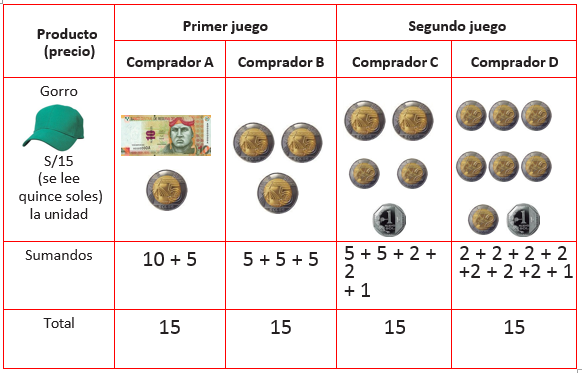 Producto
(precio)
Primer juego
Segundo juego
Comprador A
Comprador B
Comprador C
Comprador D
Gorro
S/15
(se lee
quince soles)
la unidad
1
1
Sumandos
10 + 5
5 + 5 + 5
5 + 5 + 2 +
2
+ 1
2 + 2 + 2 + 2
+2 + 2 +2 + 1
Total
15
15
15
15